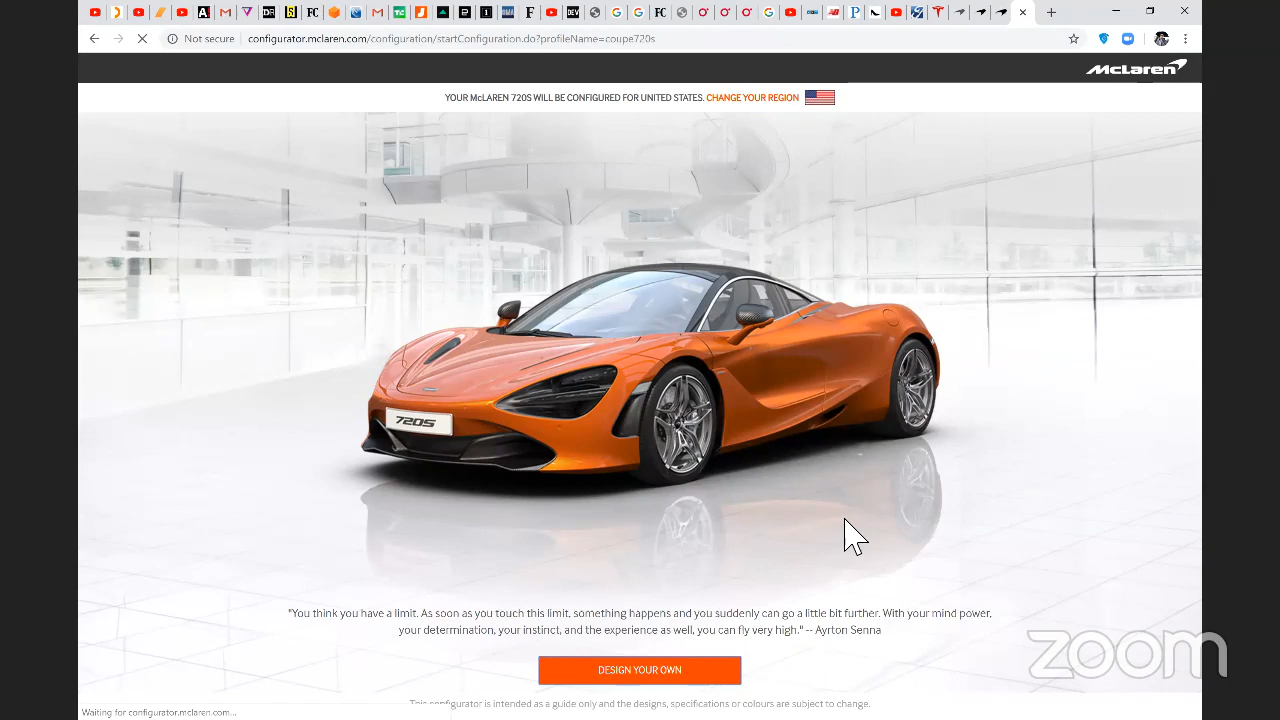 Not secure configurator.mclaren.com/configuration/startConfiguration.do?profileName=coupe720s
McLaren
YOUR McLAREN 720S WILL BE CONFIGURED FOR UNITED STATES. CHANGE YOUR REGION
720S
"You think you have a limit. As soon as you touch this limit, something happens and you suddenly can go a little bit further. With your mind power,
your determination, your instinct, and the experience as well, you can fly very high." -- Ayrton Senna
zoom
DESIGN YOUR OWN
This configurator is intended as a guide only and the designs, specifications or colours are subject to change.
Waiting for configurator.mclaren.com...